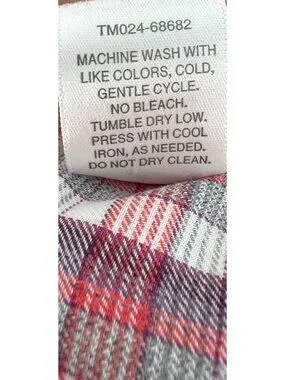 TM024-68682
MACHINE WASH WITH
LIKE COLORS, COLD,
GENTLE CYCLE.
NO BLEACH.
TUMBLE DRY LOW.
PRESS WITH COOL
IRON, AS NEEDED.
DO NOT DRY CLEAN.